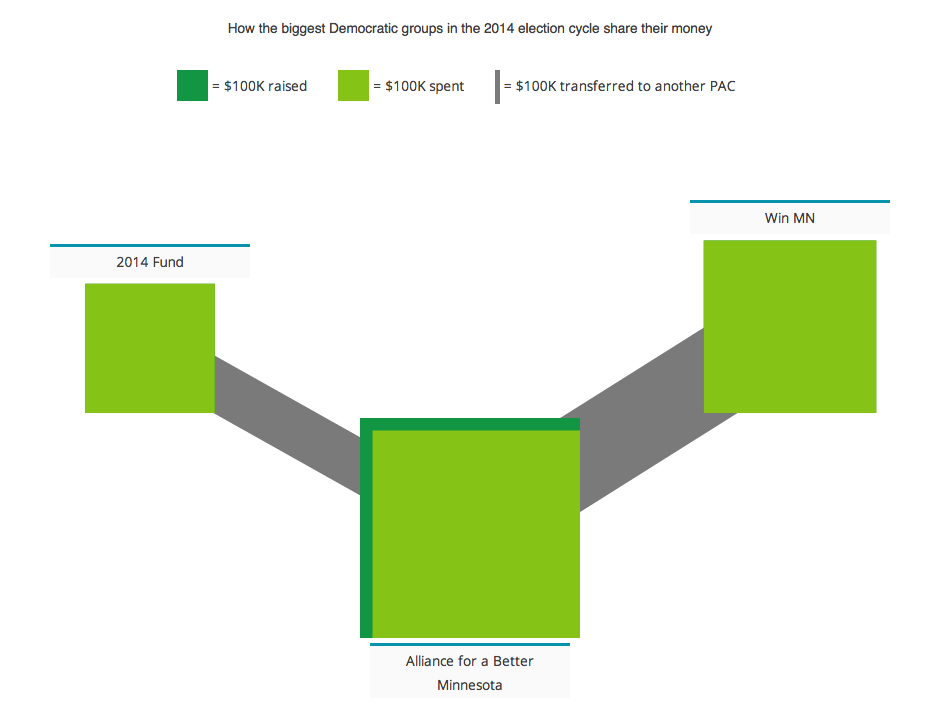 How the biggest Democratic groups in the 2014 election cycle share their money
= $100K raised
= $100K spent
= $100K transferred to another PAC
Win MN
2014 Fund
Alliance for a Better
Minnesota